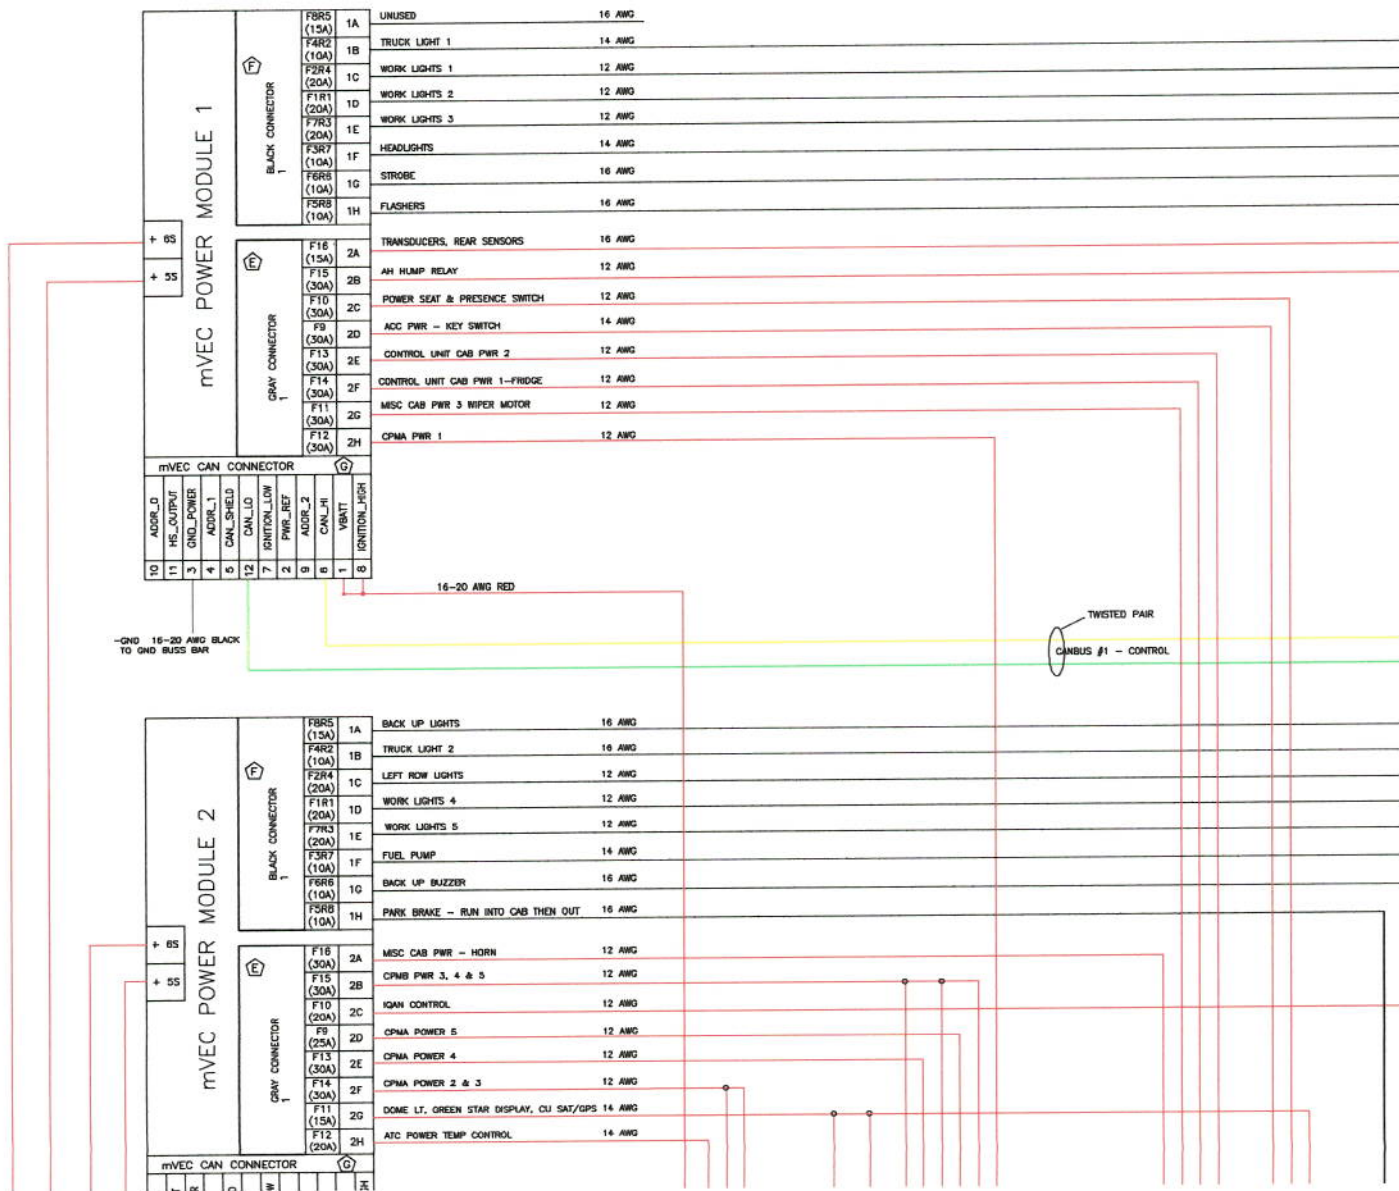 mVEC POWER MODULE 1
+ 6S
+ 5S
F
BLACK CONNECTOR
1
F8R5 (15A) 1A UNUSED 16 AWG
F4R2 (10A) 1B TRUCK LIGHT 1 14 AWG
F2R4 (20A) 1C WORK LIGHTS 1 12 AWG
F1R1 (20A) 1D WORK LIGHTS 2 12 AWG
F7R3 (20A) 1E WORK LIGHTS 3 12 AWG
F3R7 (10A) 1F HEADLIGHTS 14 AWG
F6R6 (10A) 1G STROBE 16 AWG
F5R8 (10A) 1H FLASHERS 16 AWG
E
GRAY CONNECTOR
1
F16 (15A) 2A TRANSDUCERS, REAR SENSORS 16 AWG
F15 (30A) 2B AH HUMP RELAY 12 AWG
F10 (30A) 2C POWER SEAT & PRESENCE SWITCH 12 AWG
F9 (30A) 2D ACC PWR - KEY SWITCH 14 AWG
F13 (30A) 2E CONTROL UNIT CAB PWR 2 12 AWG
F14 (30A) 2F CONTROL UNIT CAB PWR 1-FRIDGE 12 AWG
F11 (30A) 2G MISC CAB PWR 3 WIPER MOTOR 12 AWG
F12 (30A) 2H CPMA PWR 1 12 AWG
mVEC CAN CONNECTOR G
10 ADDR_0
11 HS_OUTPUT
3 GND_POWER
4 ADDR_1
5 CAN_SHIELD
12 CAN_LO
7 IGNITION_LOW
2 PWR_REF
9 ADDR_2
6 CAN_HI
1 VBATT
8 IGNITION_HIGH
16-20 AWG RED
-GND 16-20 AWG BLACK
TO GND BUSS BAR
TWISTED PAIR
CANBUS #1 - CONTROL
mVEC POWER MODULE 2
+ 6S
+ 5S
F
BLACK CONNECTOR
1
F8R5 (15A) 1A BACK UP LIGHTS 16 AWG
F4R2 (10A) 1B TRUCK LIGHT 2 16 AWG
F2R4 (20A) 1C LEFT ROW LIGHTS 12 AWG
F1R1 (20A) 1D WORK LIGHTS 4 12 AWG
F7R3 (20A) 1E WORK LIGHTS 5 12 AWG
F3R7 (10A) 1F FUEL PUMP 14 AWG
F6R6 (10A) 1G BACK UP BUZZER 16 AWG
F5R8 (10A) 1H PARK BRAKE - RUN INTO CAB THEN OUT 16 AWG
E
GRAY CONNECTOR
1
F16 (30A) 2A MISC CAB PWR - HORN 12 AWG
F15 (30A) 2B CPMB PWR 3, 4 & 5 12 AWG
F10 (20A) 2C IQAN CONTROL 12 AWG
F9 (25A) 2D CPMA POWER 5 12 AWG
F13 (30A) 2E CPMA POWER 4 12 AWG
F14 (30A) 2F CPMA POWER 2 & 3 12 AWG
F11 (15A) 2G DOME LT, GREEN STAR DISPLAY, CU SAT/GPS 14 AWG
F12 (20A) 2H ATC POWER TEMP CONTROL 14 AWG
mVEC CAN CONNECTOR G